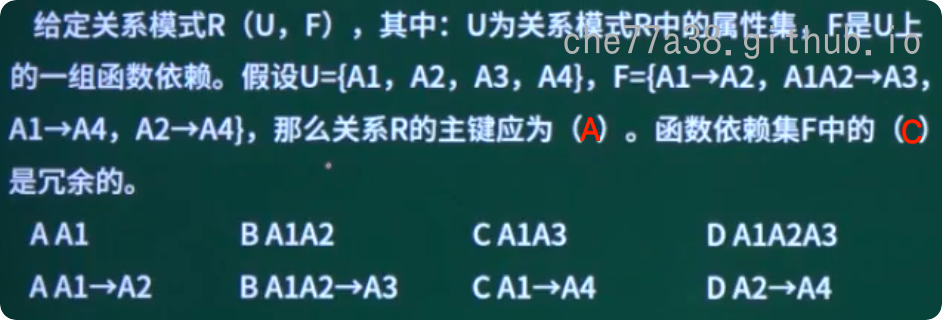 给定关系模式R（U，F），其中：U为关系模式R中的属性集，F是U上
che77a38.github.io
的一组函数依赖。假设U={A1，A2，A3，A4}，F={A1→A2，A1A2→A3，
A1→A4，A2→A4}，那么关系R的主键应为（A）。函数依赖集F中的（C）
是冗余的。
A A1 B A1A2 C A1A3 D A1A2A3
A A1→A2 B A1A2→A3 C A1→A4 D A2→A4